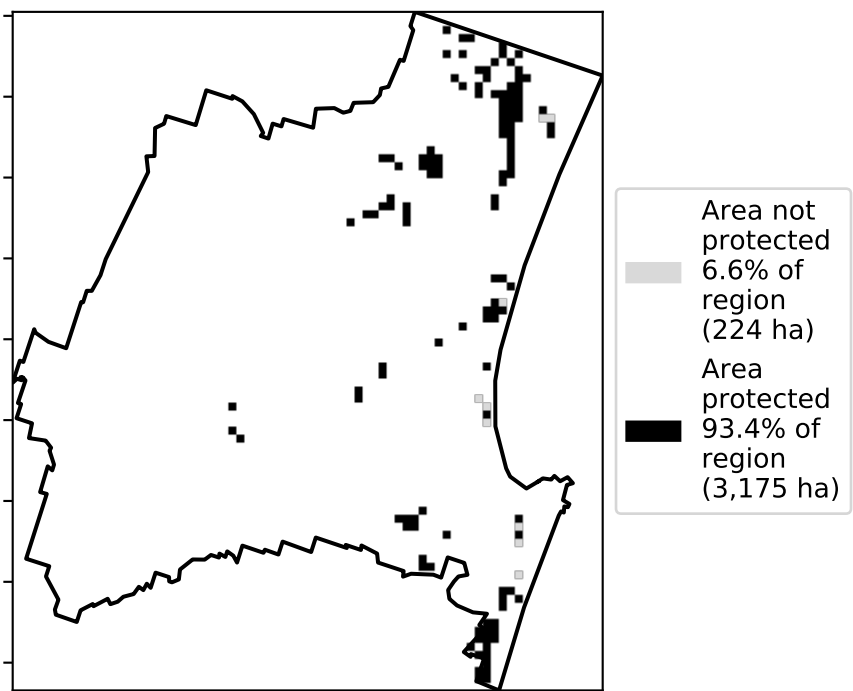 Area not
protected
6.6% of
region
(224 ha)
Area
protected
93.4% of
region
(3,175 ha)